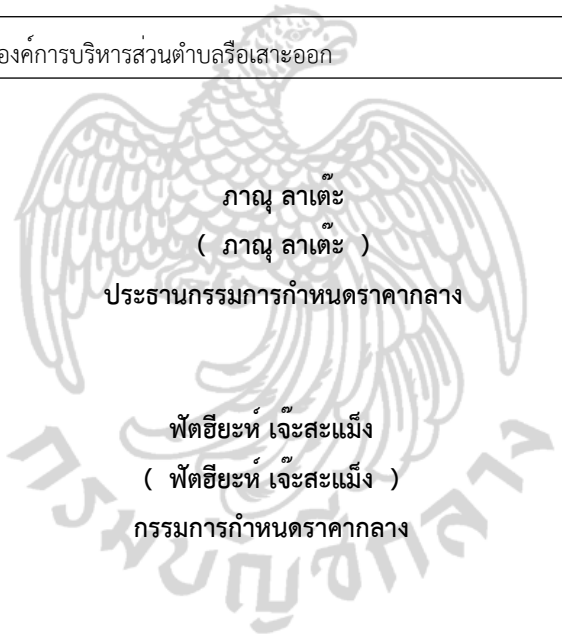 องค์การบริหารส่วนตำบลรือเสาะออก
ภาณุ ลาเต๊ะ
( ภาณุ ลาเต๊ะ )
ประธานกรรมการกำหนดราคากลาง
ฟัตฮียะห์ เจ๊ะสะแม็ง
( ฟัตฮียะห์ เจ๊ะสะแม็ง )
กรรมการกำหนดราคากลาง
กรมบัญชีกลาง